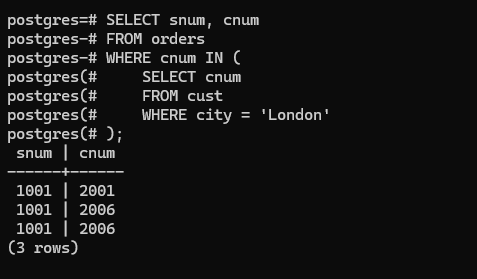 postgres=# SELECT snum, cnum
postgres-# FROM orders
postgres-# WHERE cnum IN (
postgres(#     SELECT cnum
postgres(#     FROM cust
postgres(#     WHERE city = 'London'
postgres(# );
 snum | cnum
------+------
 1001 | 2001
 1001 | 2006
 1001 | 2006
(3 rows)